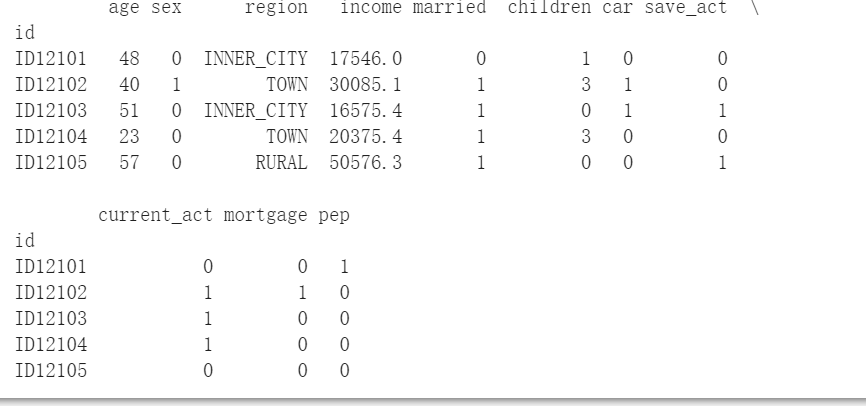 age sex region income married children car save_act \
id
ID12101 48 0 INNER_CITY 17546.0 0 1 0 0
ID12102 40 1 TOWN 30085.1 1 3 1 0
ID12103 51 0 INNER_CITY 16575.4 1 0 1 1
ID12104 23 0 TOWN 20375.4 1 3 0 0
ID12105 57 0 RURAL 50576.3 1 0 0 1
current_act mortgage pep
id
ID12101 0 0 1
ID12102 1 1 0
ID12103 1 0 0
ID12104 1 0 0
ID12105 0 0 0